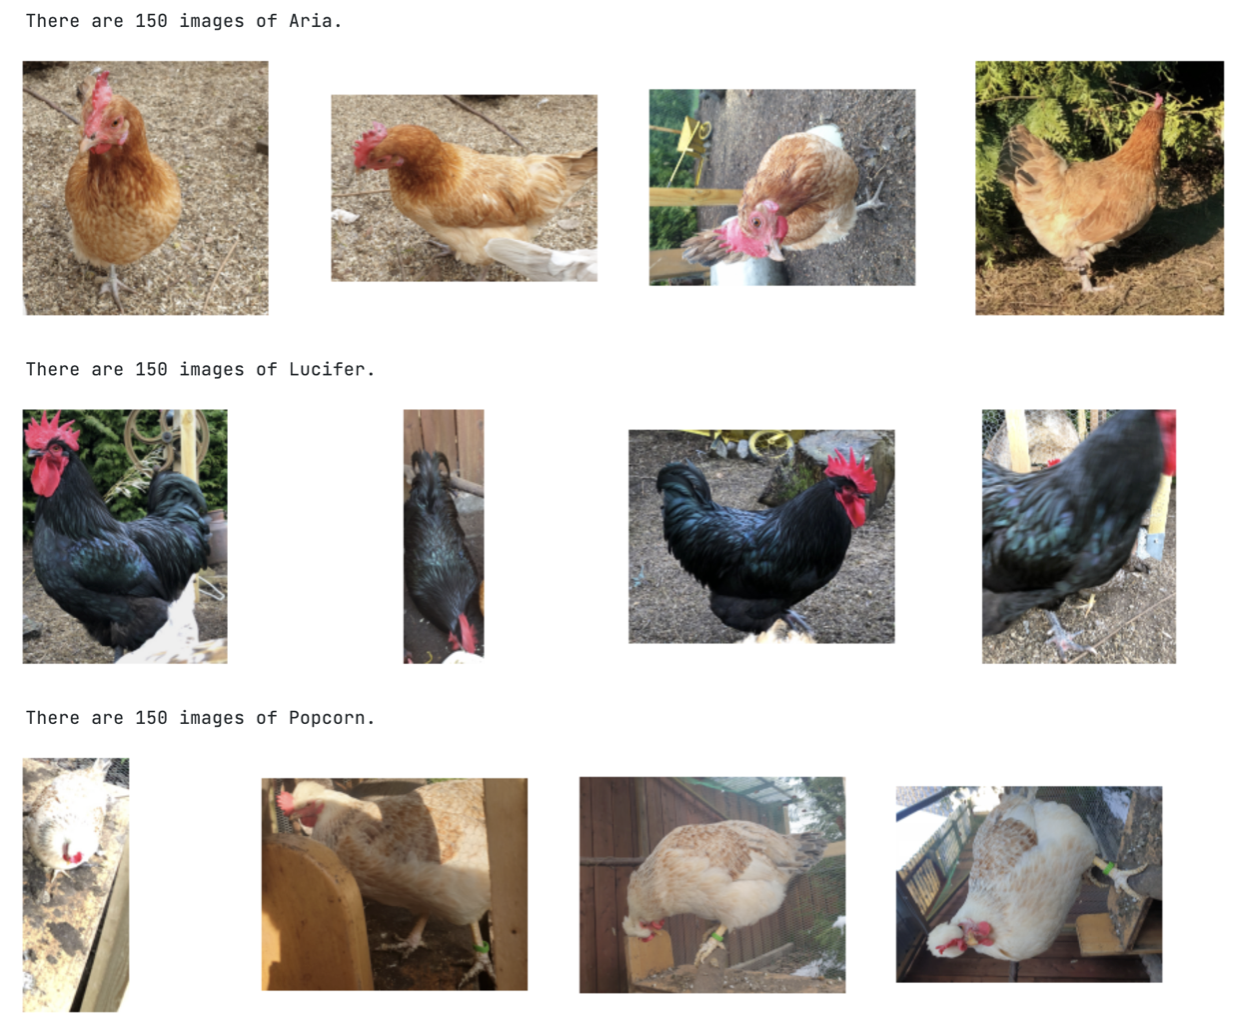 There are 150 images of Aria.
There are 150 images of Lucifer.
There are 150 images of Popcorn.